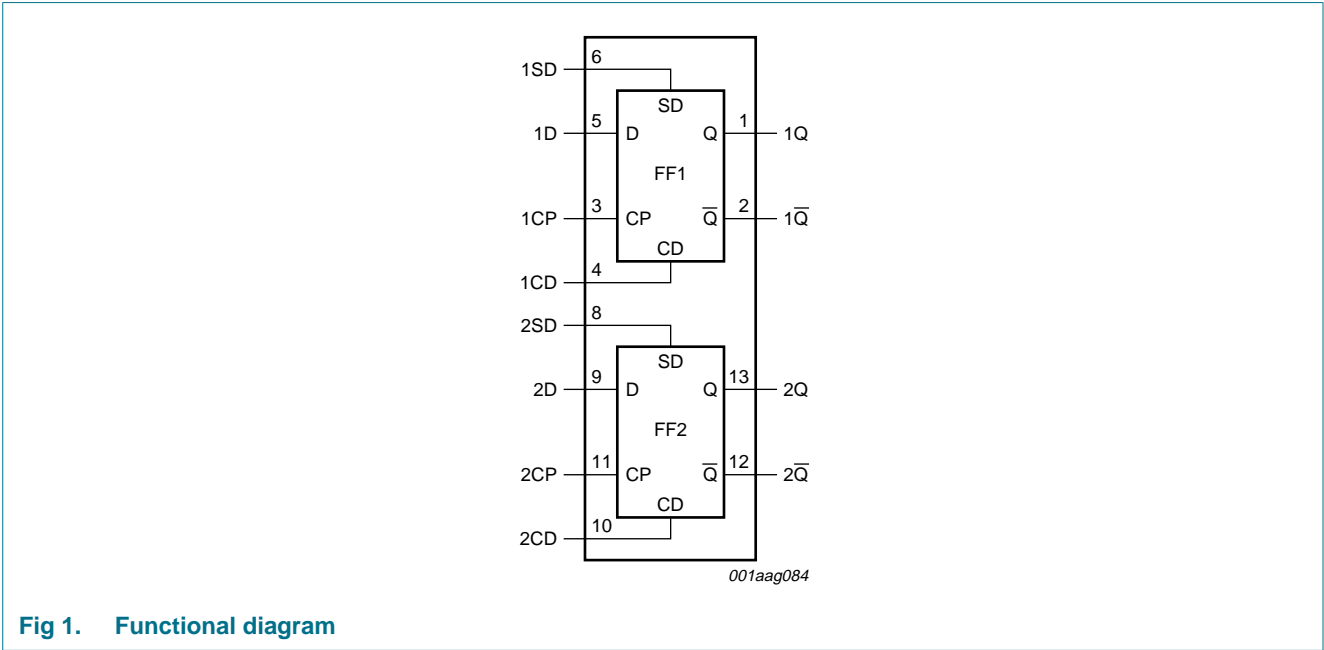 6
1SD
SD
5
1
1D
D
Q
1Q
FF1
3
2
1CP
CP
Q̅
1Q̅
CD
4
1CD
8
2SD
SD
9
13
2D
D
Q
2Q
FF2
11
12
2CP
CP
Q̅
2Q̅
CD
10
2CD
001aag084
Fig 1. Functional diagram